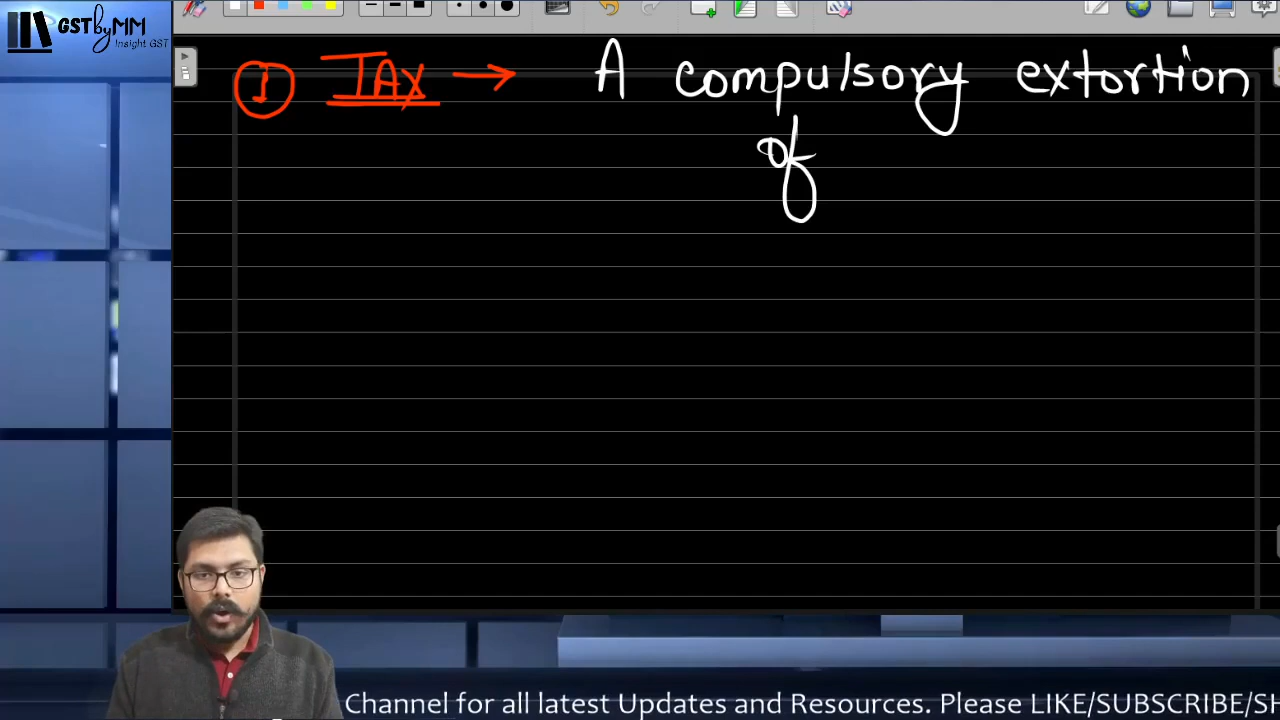 GSTbyMM
Insight GST
① TAX → A compulsory extortion
of
Channel for all latest Updates and Resources. Please LIKE/SUBSCRIBE/SH